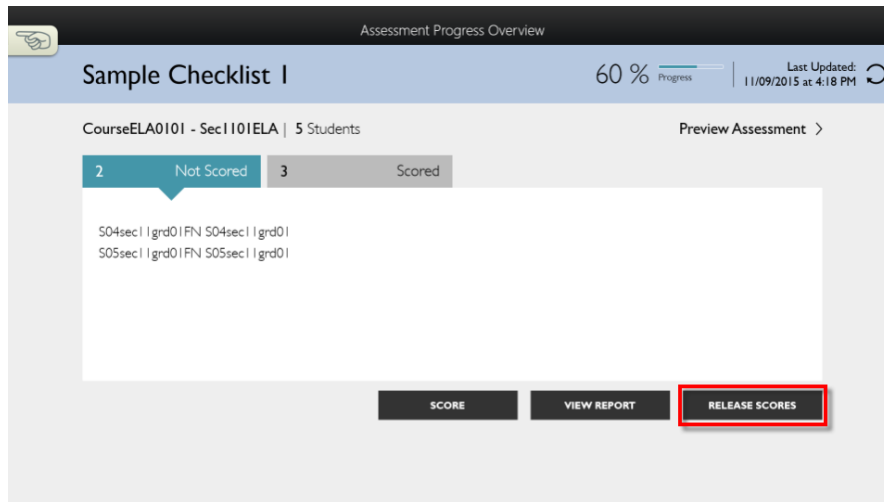 Assessment Progress Overview
Sample Checklist 1
60 % Progress
Last Updated:
11/09/2015 at 4:18 PM
CourseELA0101 - Sec1101ELA | 5 Students
Preview Assessment >
2 Not Scored
3 Scored
S04sec11grd01FN S04sec11grd01
S05sec11grd01FN S05sec11grd01
SCORE
VIEW REPORT
RELEASE SCORES